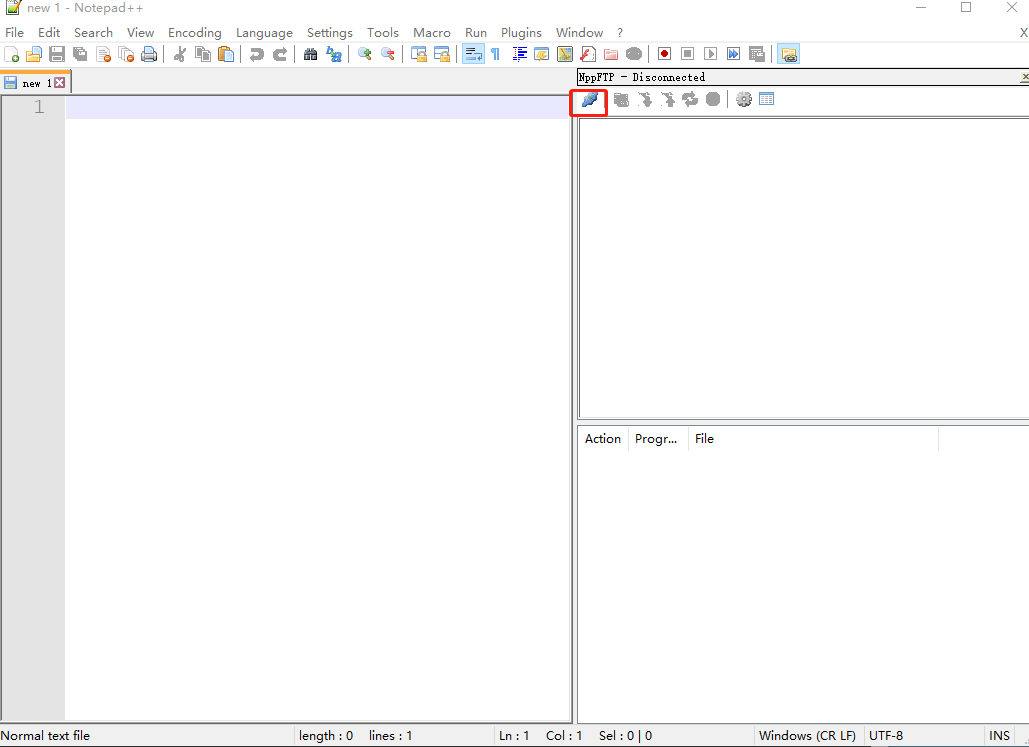 new 1 - Notepad++
File Edit Search View Encoding Language Settings Tools Macro Run Plugins Window ? X
new 1
NppFTP - Disconnected
1
Action Progr... File
Normal text file length : 0 lines : 1 Ln : 1 Col : 1 Sel : 0 | 0 Windows (CR LF) UTF-8 INS